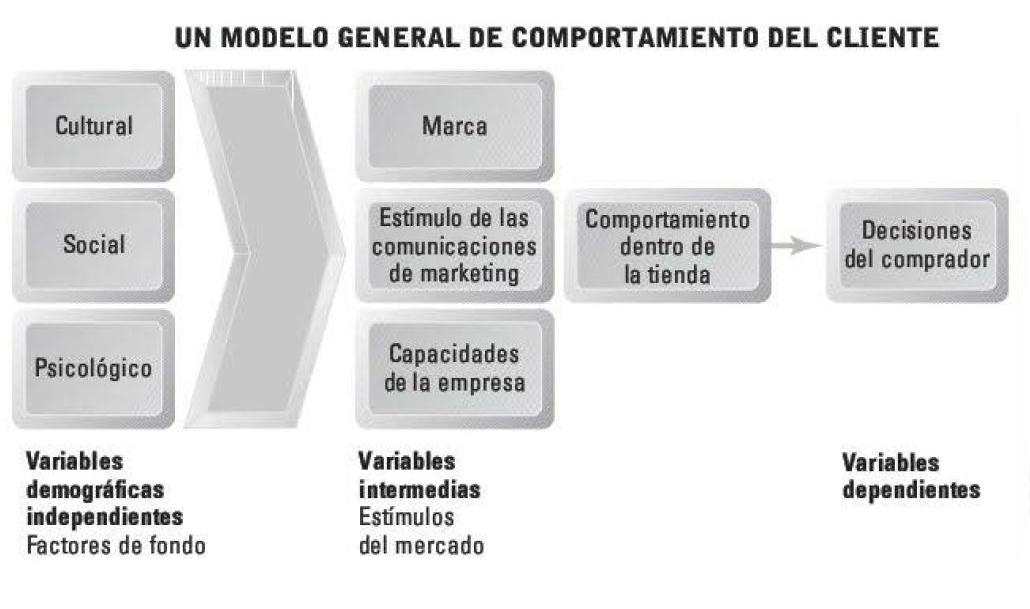 UN MODELO GENERAL DE COMPORTAMIENTO DEL CLIENTE
Cultural
Social
Psicológico
Variables
demográficas
independientes
Factores de fondo
Marca
Estímulo de las
comunicaciones
de marketing
Capacidades
de la empresa
Variables
intermedias
Estímulos
del mercado
Comportamiento
dentro de
la tienda
Decisiones
del comprador
Variables
dependientes